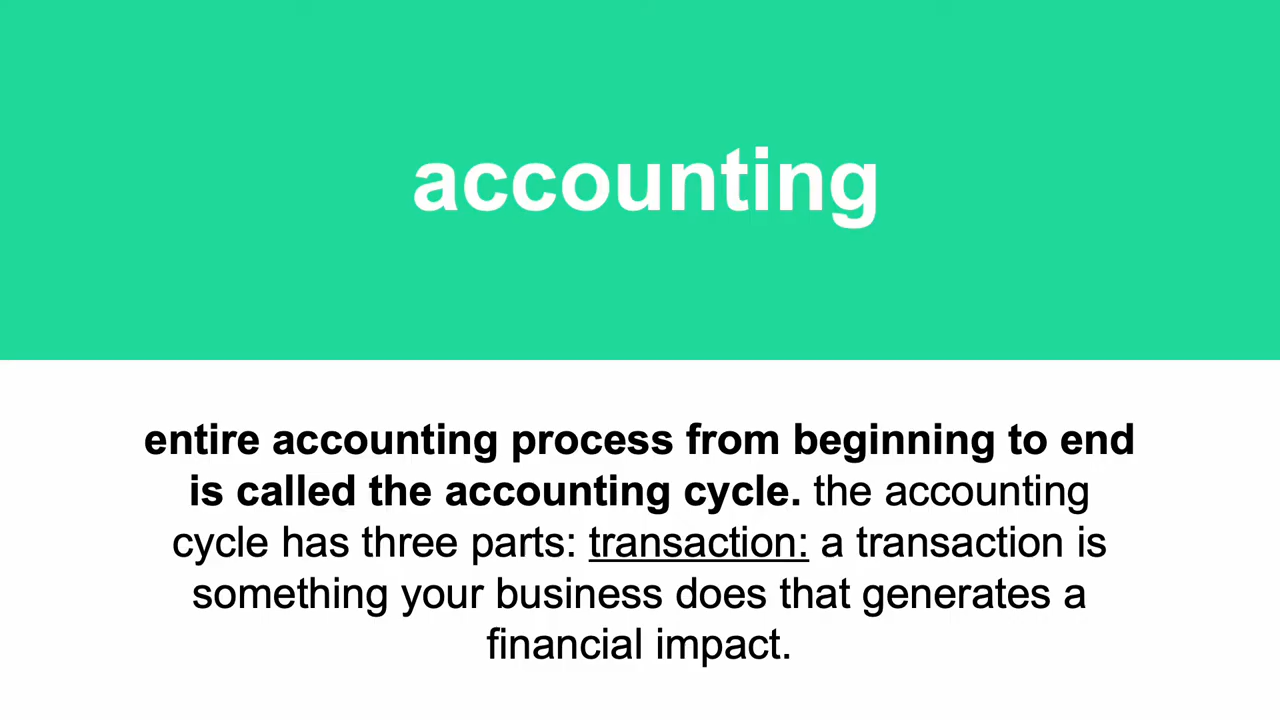 accounting
entire accounting process from beginning to end
is called the accounting cycle. the accounting
cycle has three parts: transaction: a transaction is
something your business does that generates a
financial impact.